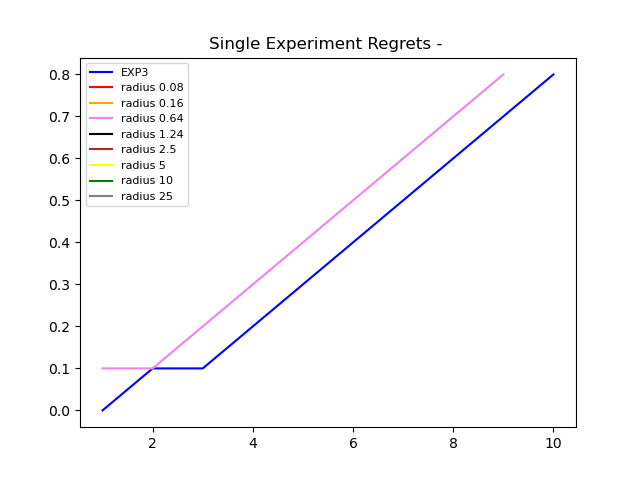 Single Experiment Regrets -
EXP3
radius 0.08
radius 0.16
radius 0.64
radius 1.24
radius 2.5
radius 5
radius 10
radius 25
0.8
0.7
0.6
0.5
0.4
0.3
0.2
0.1
0.0
2
4
6
8
10